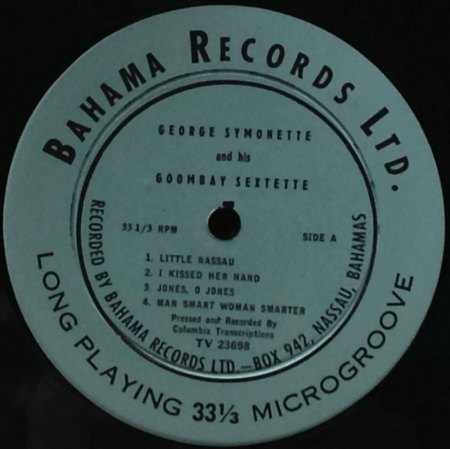 BAHAMA RECORDS LTD.
GEORGE SYMONETTE
and his
GOOMBAY SEXTETTE
33 1/3 RPM
SIDE A
1. LITTLE NASSAU
2. I KISSED HER HAND
3. JONES, O JONES
4. MAN SMART WOMAN SMARTER
Pressed and Recorded By
Columbia Transcriptions
TV 23698
RECORDED BY BAHAMA RECORDS LTD.—BOX 942, NASSAU, BAHAMAS
LONG PLAYING 33⅓ MICROGROOVE